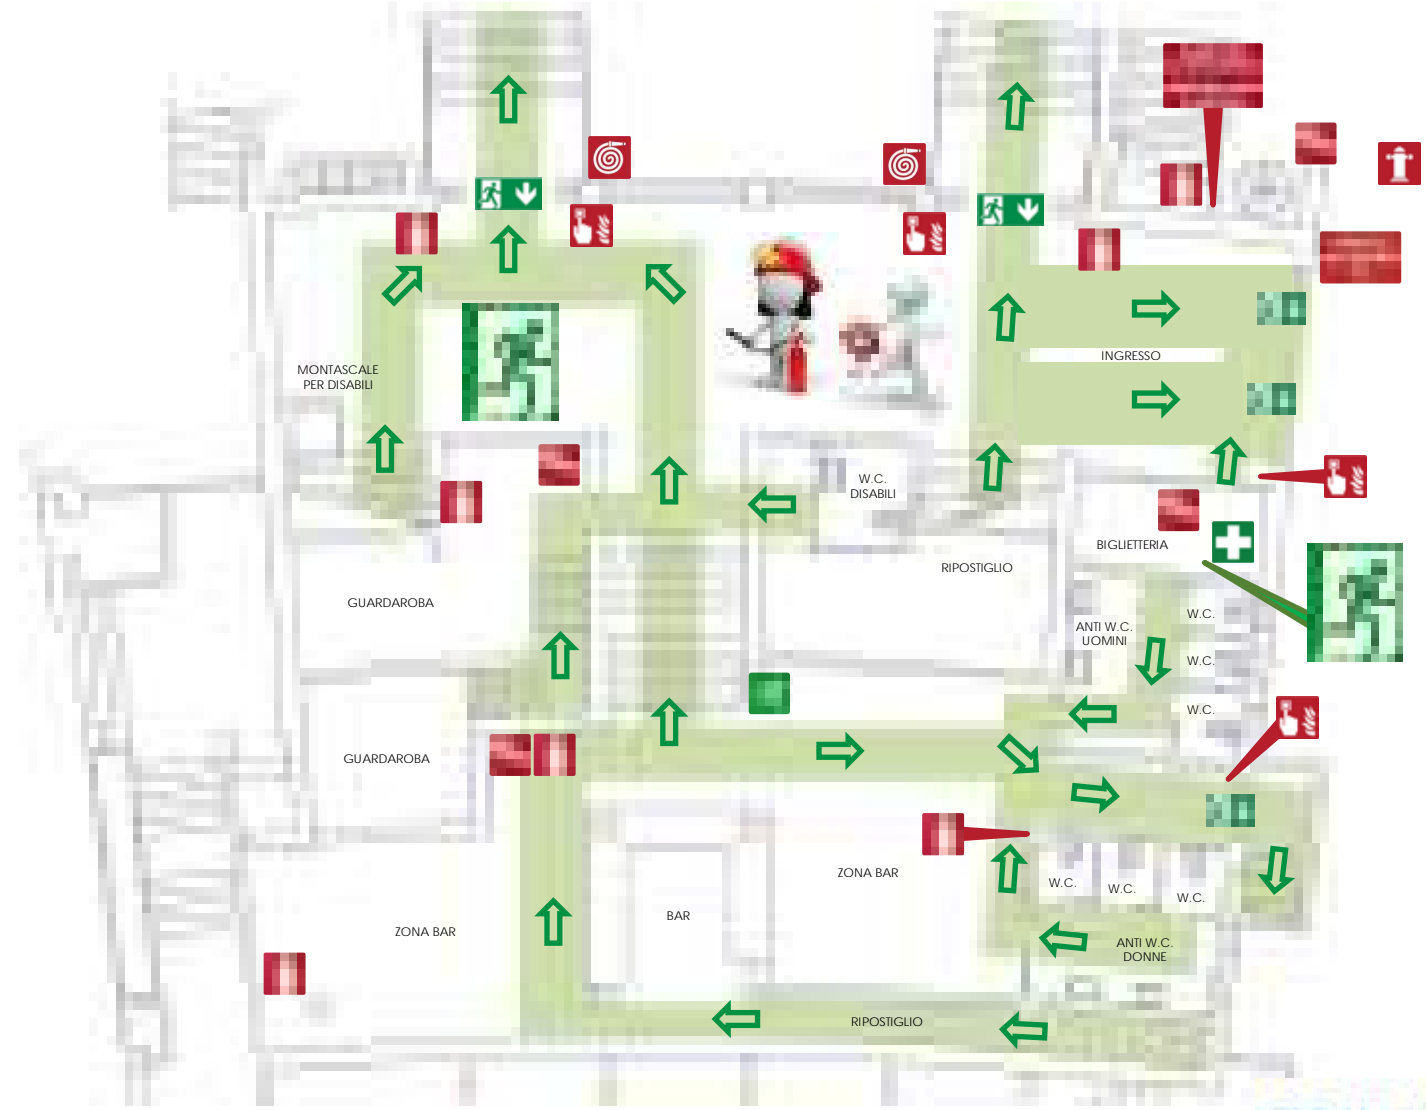 INGRESSO
MONTASCALE
PER DISABILI
W.C.
DISABILI
BIGLIETTERIA
RIPOSTIGLIO
GUARDAROBA
W.C.
ANTI W.C.
UOMINI
W.C.
W.C.
GUARDAROBA
ZONA BAR
W.C.
W.C.
W.C.
BAR
ZONA BAR
ANTI W.C.
DONNE
RIPOSTIGLIO